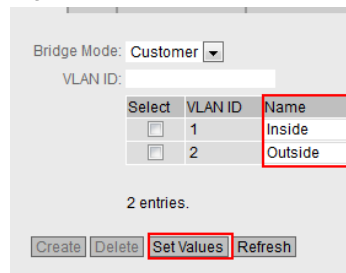 Bridge Mode: Customer
VLAN ID:
Select VLAN ID Name
1 Inside
2 Outside
2 entries.
Create Delete Set Values Refresh